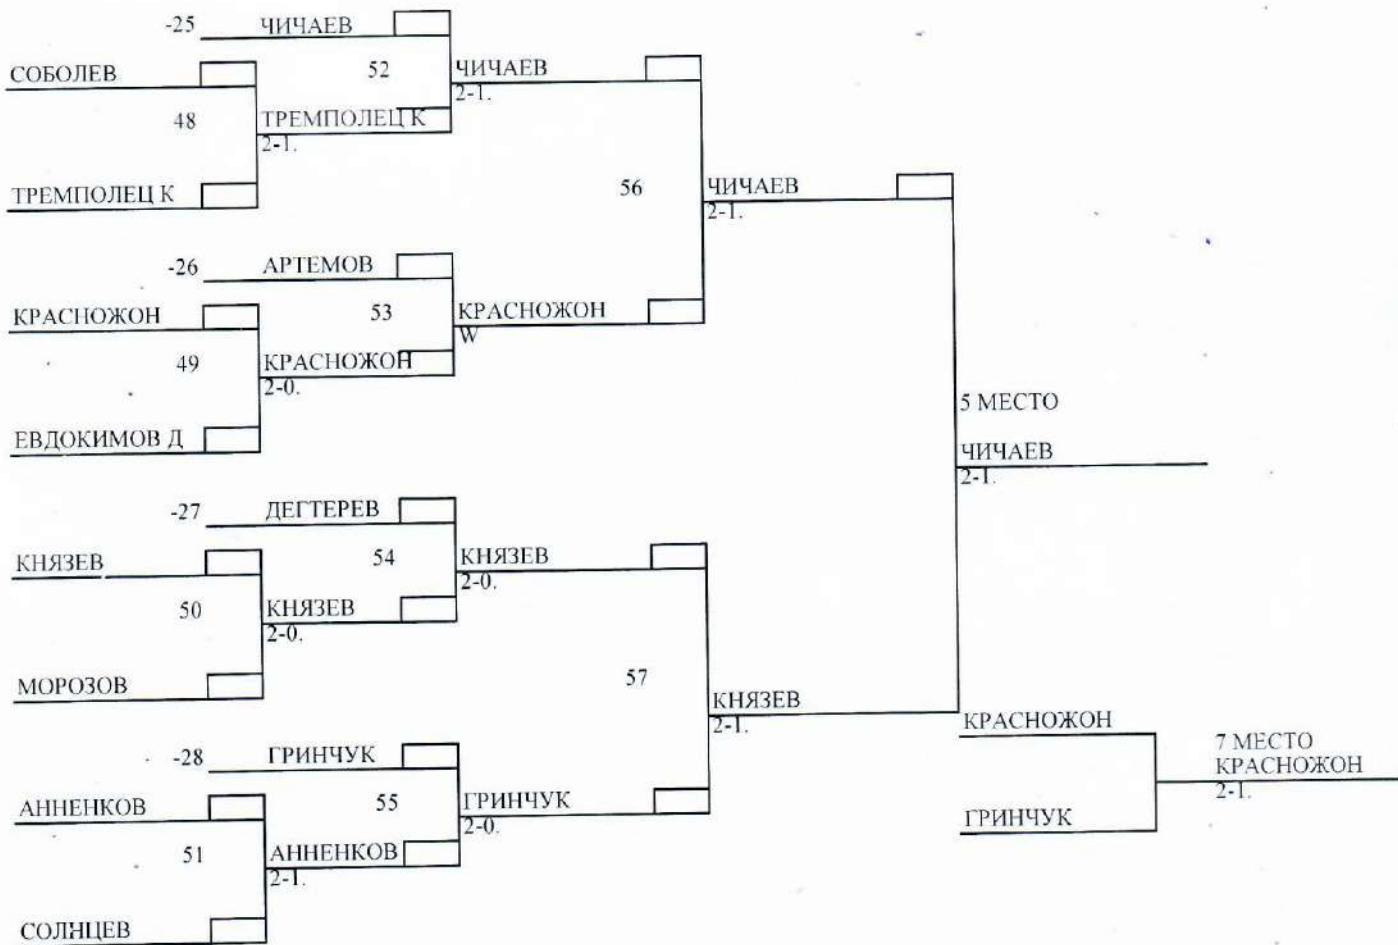 -25 ЧИЧАЕВ
СОБОЛЕВ
52
ЧИЧАЕВ
2-1.
48
ТРЕМПОЛЕЦ К
2-1.
ТРЕМПОЛЕЦ К
56
ЧИЧАЕВ
2-1.
-26 АРТЕМОВ
КРАСНОЖОН
53
КРАСНОЖОН
W
49
КРАСНОЖОН
2-0.
ЕВДОКИМОВ Д
5 МЕСТО
ЧИЧАЕВ
2-1.
-27 ДЕГТЕРЕВ
КНЯЗЕВ
54
КНЯЗЕВ
2-0.
50
КНЯЗЕВ
2-0.
МОРОЗОВ
57
КНЯЗЕВ
2-1.
КРАСНОЖОН
7 МЕСТО
КРАСНОЖОН
2-1.
ГРИНЧУК
-28 ГРИНЧУК
АННЕНКОВ
55
ГРИНЧУК
2-0.
51
АННЕНКОВ
2-1.
СОЛНЦЕВ